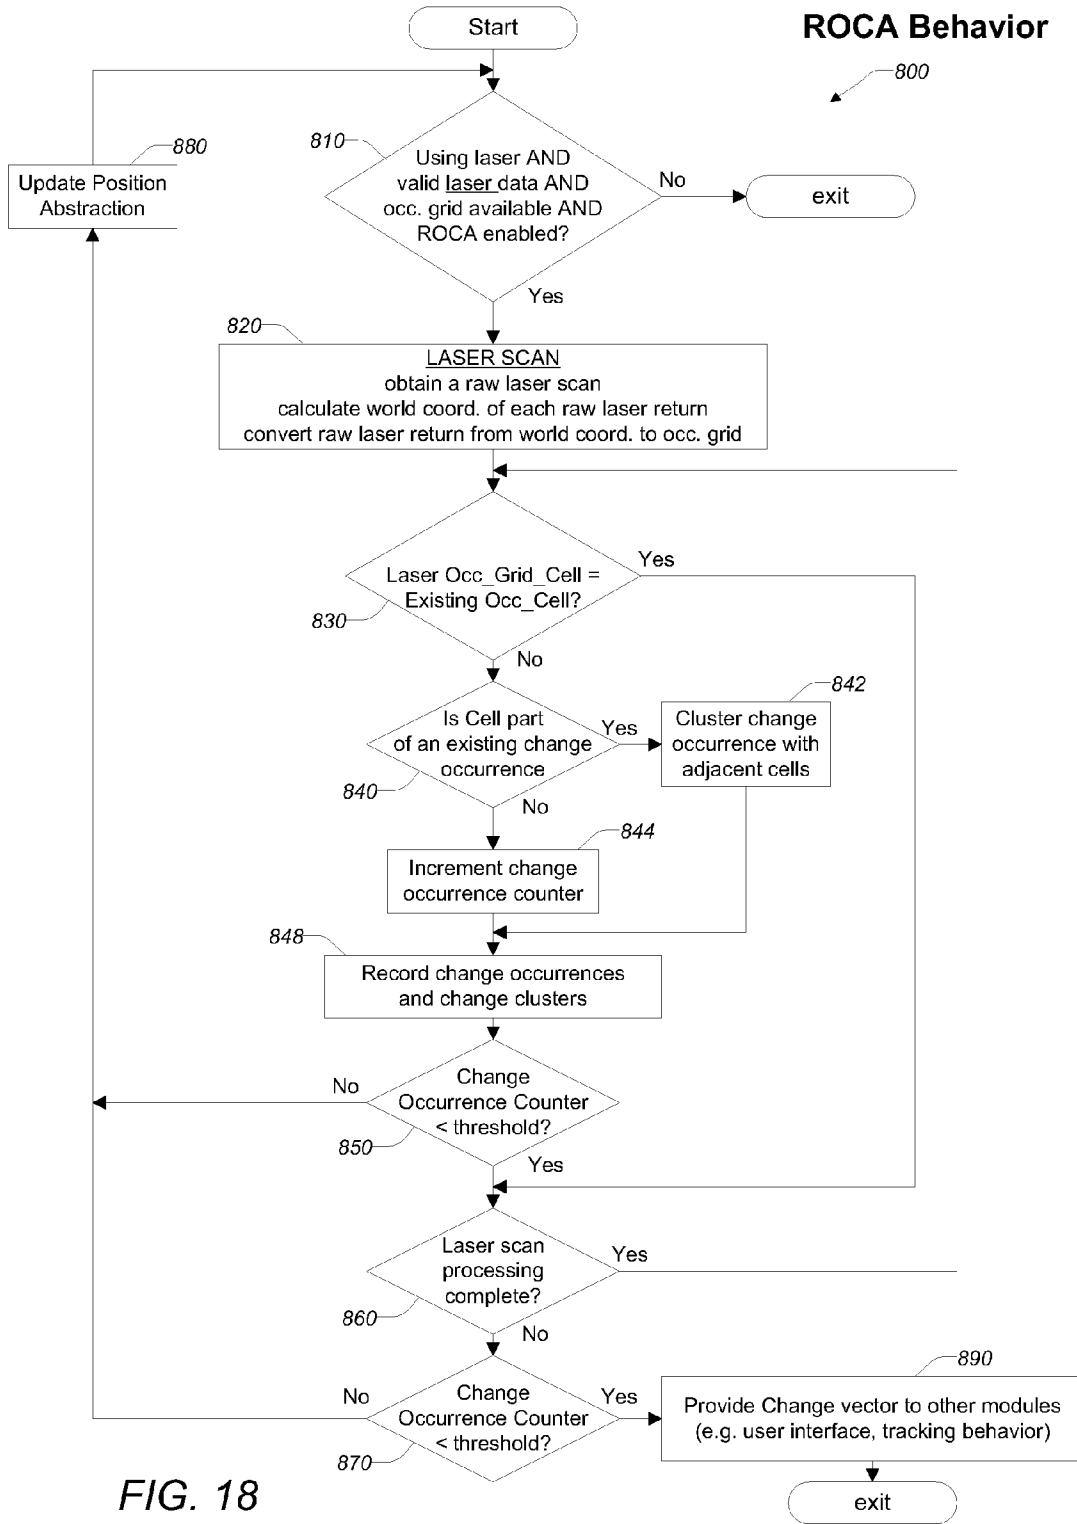 Start
ROCA Behavior
800
880
Update Position
Abstraction
810
Using laser AND
valid laser data AND
occ. grid available AND
ROCA enabled?
No
exit
Yes
820
LASER SCAN
obtain a raw laser scan
calculate world coord. of each raw laser return
convert raw laser return from world coord. to occ. grid
Yes
Laser Occ_Grid_Cell =
Existing Occ_Cell?
830
No
842
Is Cell part
of an existing change
occurrence
Yes
Cluster change
occurrence with
adjacent cells
840
No
844
Increment change
occurrence counter
848
Record change occurrences
and change clusters
No
Change
Occurrence Counter
< threshold?
850
Yes
Laser scan
processing
complete?
Yes
860
No
890
No
Change
Occurrence Counter
< threshold?
Yes
Provide Change vector to other modules
(e.g. user interface, tracking behavior)
870
exit
FIG. 18